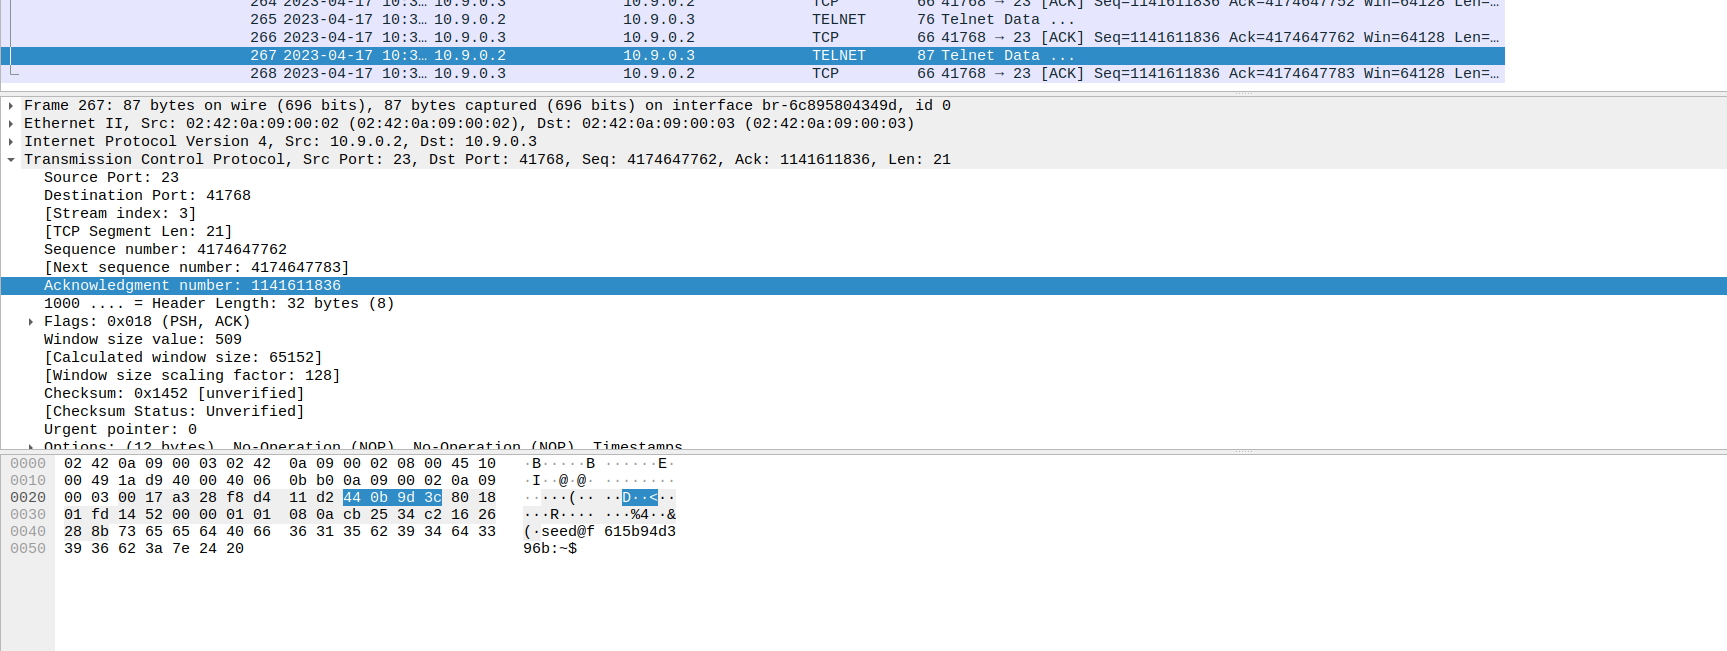 264 2023-04-17 10:3… 10.9.0.3 10.9.0.2 TCP 66 41768 → 23 [ACK] Seq=1141611836 Ack=4174647752 Win=64128 Len=…
265 2023-04-17 10:3… 10.9.0.2 10.9.0.3 TELNET 76 Telnet Data ...
266 2023-04-17 10:3… 10.9.0.3 10.9.0.2 TCP 66 41768 → 23 [ACK] Seq=1141611836 Ack=4174647762 Win=64128 Len=…
267 2023-04-17 10:3… 10.9.0.2 10.9.0.3 TELNET 87 Telnet Data ...
268 2023-04-17 10:3… 10.9.0.3 10.9.0.2 TCP 66 41768 → 23 [ACK] Seq=1141611836 Ack=4174647783 Win=64128 Len=…
Frame 267: 87 bytes on wire (696 bits), 87 bytes captured (696 bits) on interface br-6c895804349d, id 0
Ethernet II, Src: 02:42:0a:09:00:02 (02:42:0a:09:00:02), Dst: 02:42:0a:09:00:03 (02:42:0a:09:00:03)
Internet Protocol Version 4, Src: 10.9.0.2, Dst: 10.9.0.3
Transmission Control Protocol, Src Port: 23, Dst Port: 41768, Seq: 4174647762, Ack: 1141611836, Len: 21
Source Port: 23
Destination Port: 41768
[Stream index: 3]
[TCP Segment Len: 21]
Sequence number: 4174647762
[Next sequence number: 4174647783]
Acknowledgment number: 1141611836
1000 .... = Header Length: 32 bytes (8)
Flags: 0x018 (PSH, ACK)
Window size value: 509
[Calculated window size: 65152]
[Window size scaling factor: 128]
Checksum: 0x1452 [unverified]
[Checksum Status: Unverified]
Urgent pointer: 0
Options: (12 bytes), No-Operation (NOP), No-Operation (NOP), Timestamps
0000 02 42 0a 09 00 03 02 42 0a 09 00 02 08 00 45 10 ·B·····B ······E·
0010 00 49 1a d9 40 00 40 06 0b b0 0a 09 00 02 0a 09 ·I··@·@· ········
0020 00 03 00 17 a3 28 f8 d4 11 d2 44 0b 9d 3c 80 18 ·····(·· ··D··<··
0030 01 fd 14 52 00 00 01 01 08 0a cb 25 34 c2 16 26 ···R···· ···%4··&
0040 28 8b 73 65 65 64 40 66 36 31 35 62 39 34 64 33 (·seed@f 615b94d3
0050 39 36 62 3a 7e 24 20 96b:~$